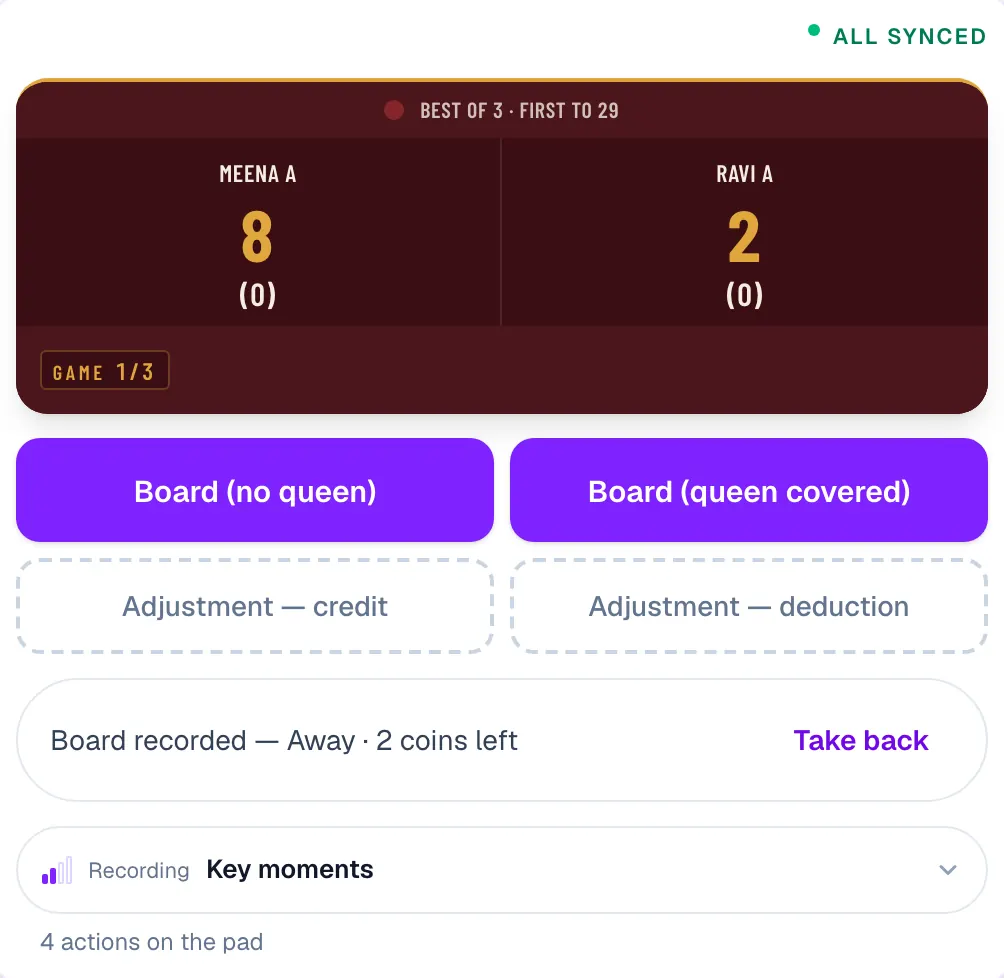 ALL SYNCED
BEST OF 3 · FIRST TO 29
MEENA A
8
(0)
RAVI A
2
(0)
GAME 1/3
Board (no queen)
Board (queen covered)
Adjustment — credit
Adjustment — deduction
Board recorded — Away · 2 coins left
Take back
Recording Key moments
4 actions on the pad